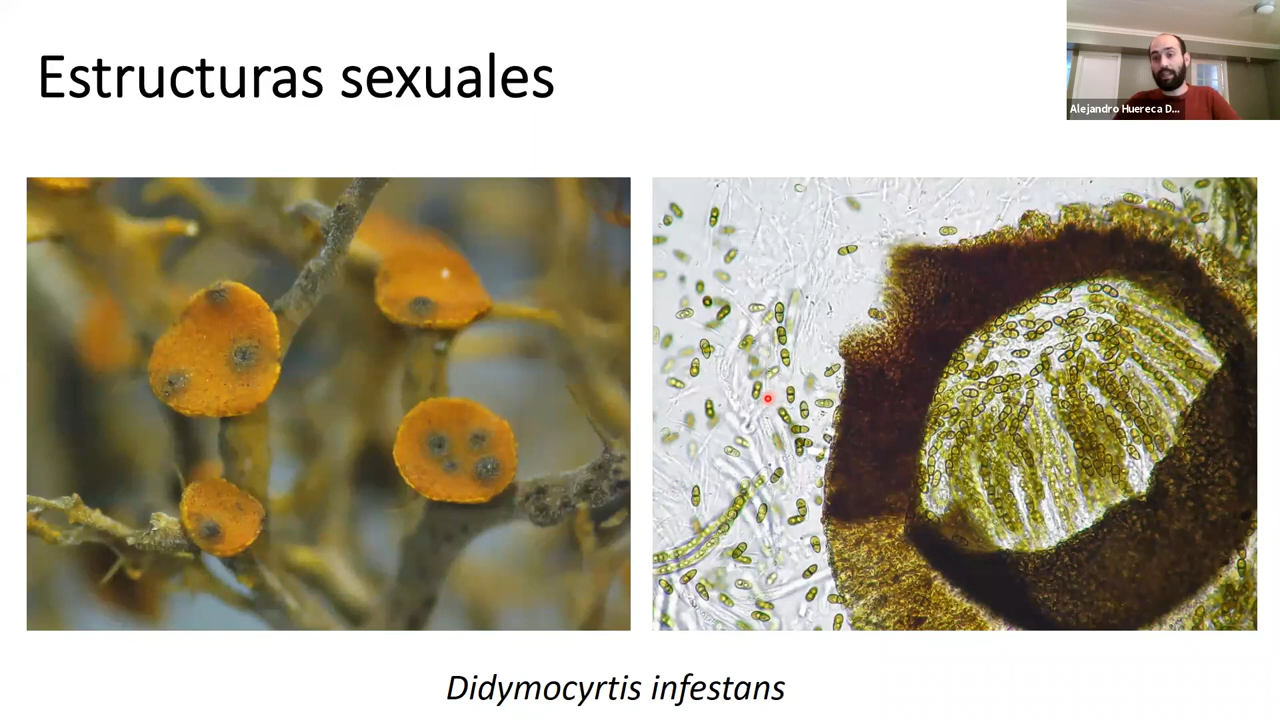 Estructuras sexuales
Alejandro Huereca D...
Didymocyrtis infestans